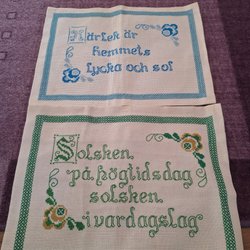 Kärlek är
hemmets
lycka och sol
Solsken
på högtidsdag
solsken
i vardagslag